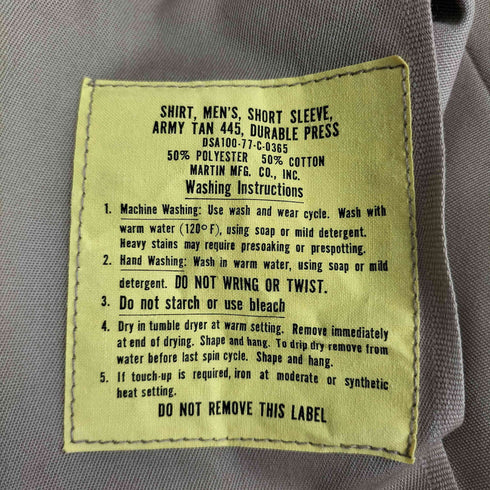 SHIRT, MEN'S, SHORT SLEEVE,
ARMY TAN 445, DURABLE PRESS
DSA100-77-C-0365
50% POLYESTER 50% COTTON
MARTIN MFG. CO., INC.
Washing Instructions
1. Machine Washing: Use wash and wear cycle. Wash with
warm water (120° F), using soap or mild detergent.
Heavy stains may require presoaking or prespotting.
2. Hand Washing: Wash in warm water, using soap or mild
detergent. DO NOT WRING OR TWIST.
3. Do not starch or use bleach
4. Dry in tumble dryer at warm setting. Remove immediately
at end of drying. Shape and hang. To drip dry remove from
water before last spin cycle. Shape and hang.
5. If touch-up is required, iron at moderate or synthetic
heat setting.
DO NOT REMOVE THIS LABEL